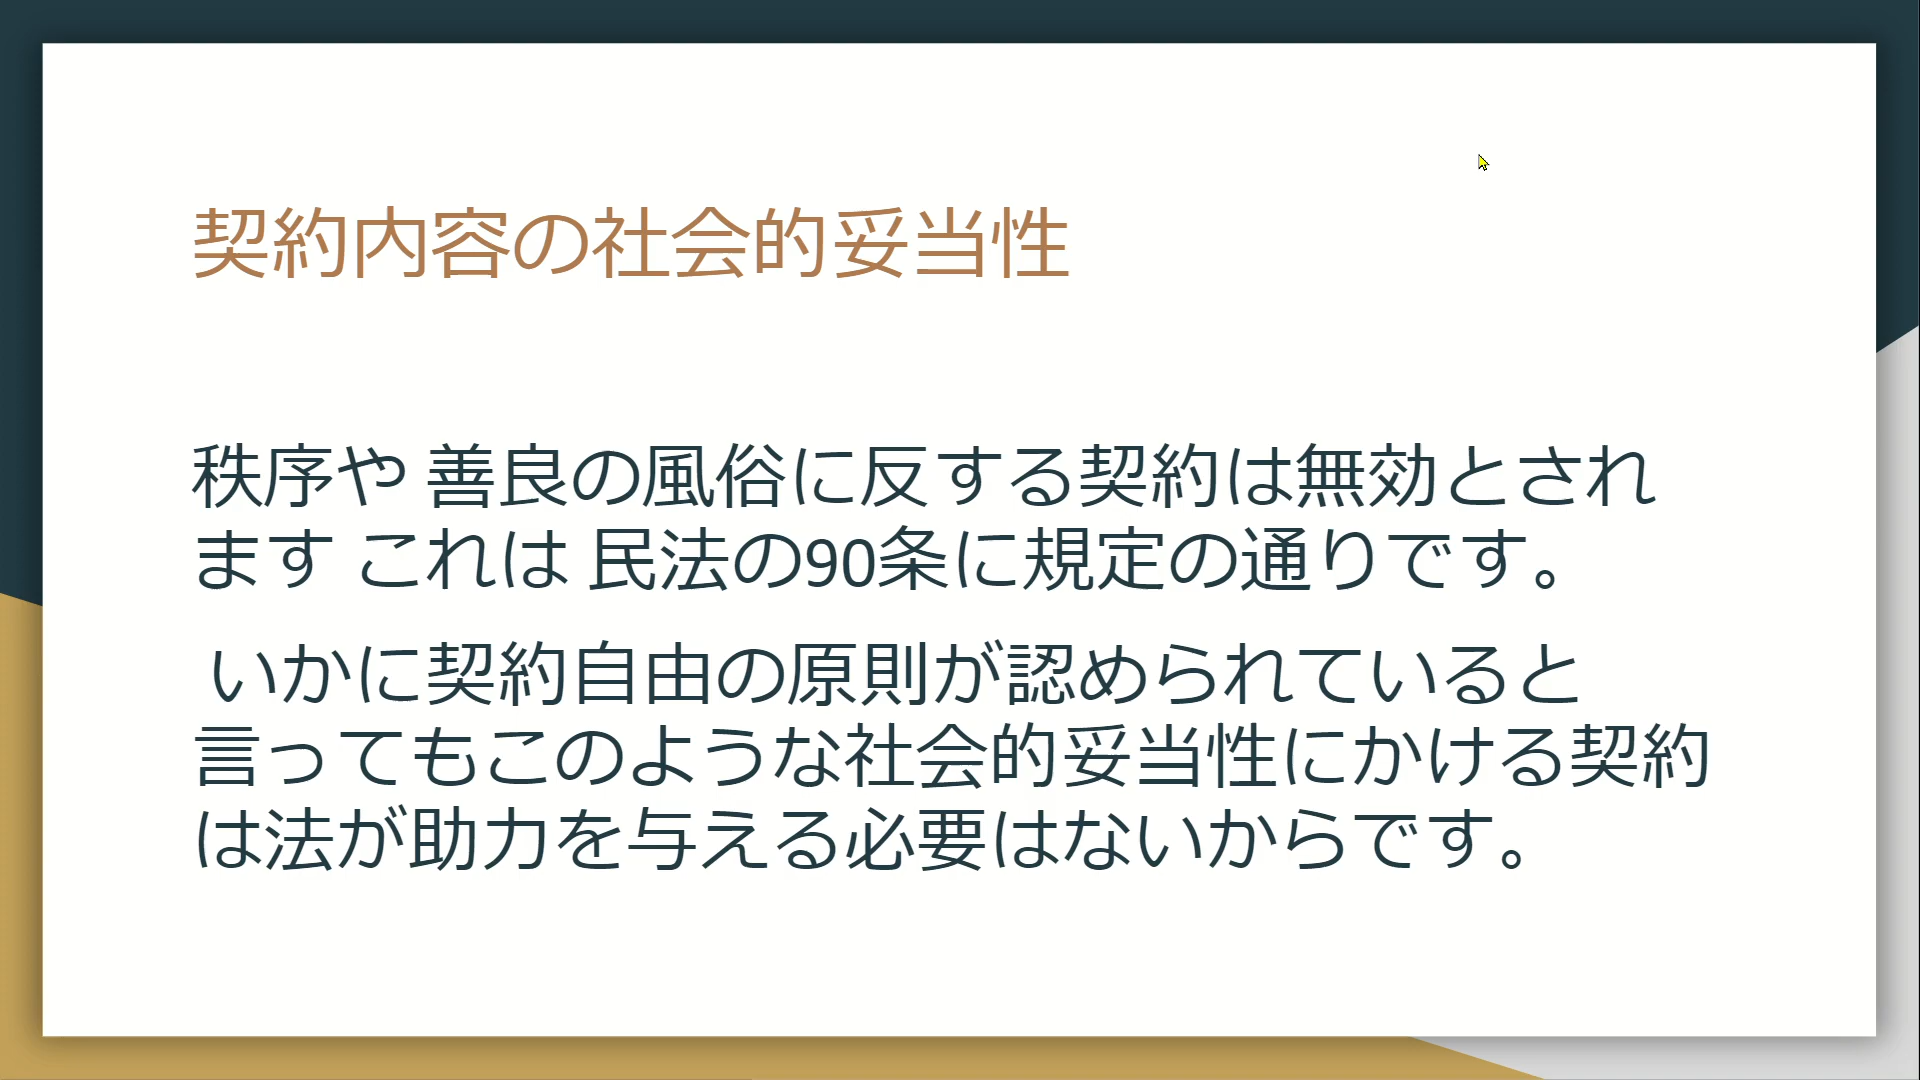 契約内容の社会的妥当性
秩序や 善良の風俗に反する契約は無効とされ
ます これは 民法の90条に規定の通りです。
いかに契約自由の原則が認められていると
言ってもこのような社会的妥当性にかける契約
は法が助力を与える必要はないからです。